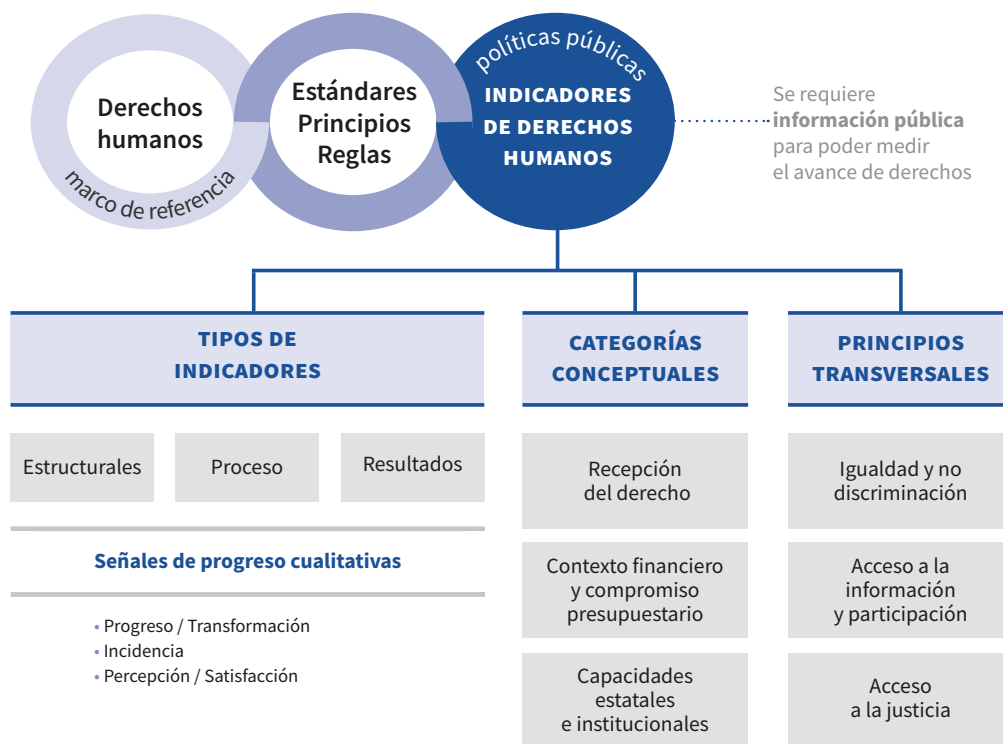 Derechos
humanos
marco de referencia
Estándares
Principios
Reglas
políticas públicas
INDICADORES
DE DERECHOS
HUMANOS
Se requiere
información pública
para poder medir
el avance de derechos
TIPOS DE
INDICADORES
Estructurales
Proceso
Resultados
Señales de progreso cualitativas
• Progreso / Transformación
• Incidencia
• Percepción / Satisfacción
CATEGORÍAS
CONCEPTUALES
Recepción
del derecho
Contexto financiero
y compromiso
presupuestario
Capacidades
estatales
e institucionales
PRINCIPIOS
TRANSVERSALES
Igualdad y no
discriminación
Acceso a la
información
y participación
Acceso
a la justicia